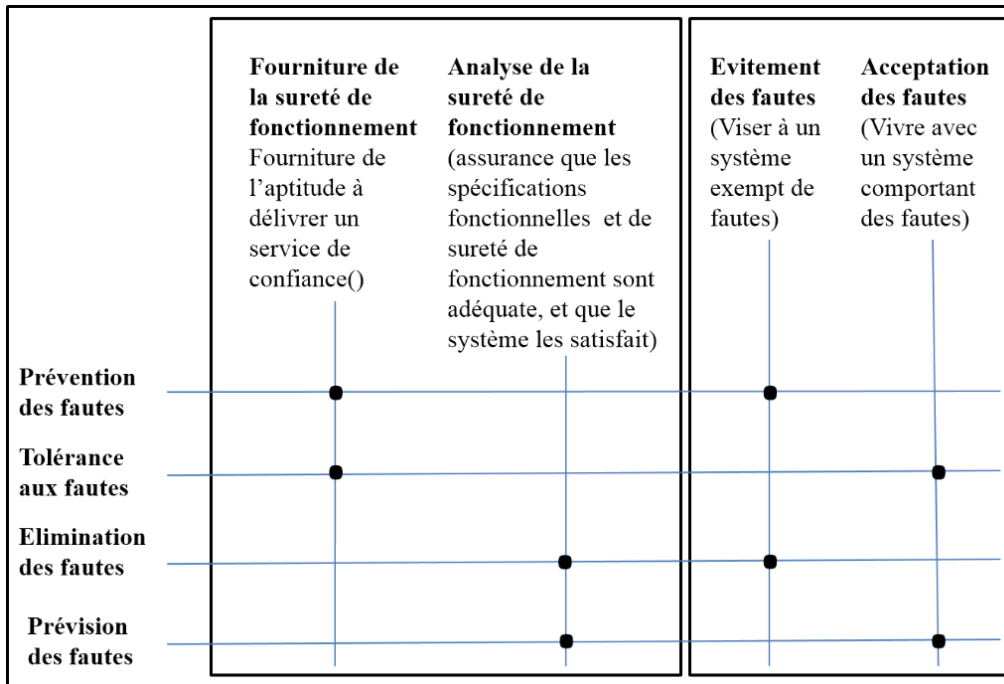 Fourniture de
la sureté de
fonctionnement
Fourniture de
l’aptitude à
délivrer un
service de
confiance()
Analyse de la
sureté de
fonctionnement
(assurance que les
spécifications
fonctionnelles et de
sureté de
fonctionnement sont
adéquate, et que le
système les satisfait)
Evitement
des fautes
(Viser à un
système
exempt de
fautes)
Acceptation
des fautes
(Vivre avec
un système
comportant
des fautes)
Prévention
des fautes
Tolérance
aux fautes
Elimination
des fautes
Prévision
des fautes